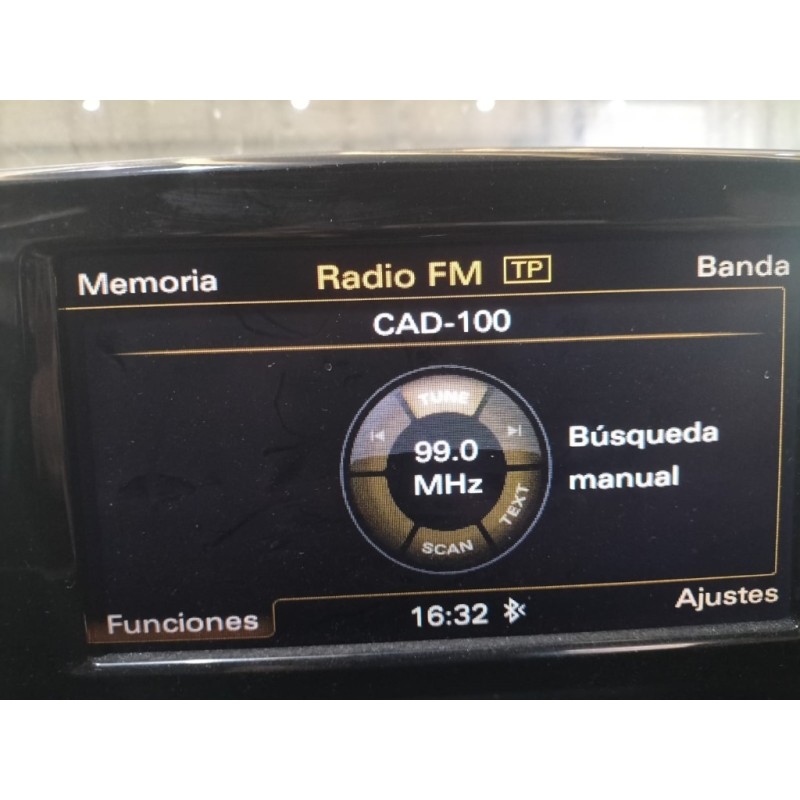 Memoria Radio FM TP Banda
CAD-100
TUNE
99.0
MHz
Búsqueda
manual
TEXT
SCAN
Funciones 16:32 Ajustes